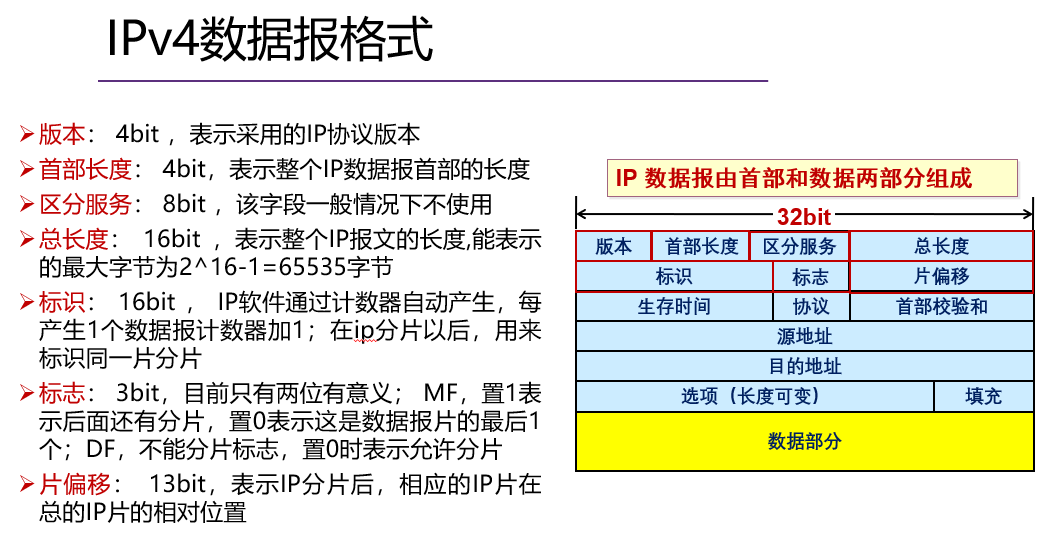 IPv4数据报格式
版本： 4bit ，表示采用的IP协议版本
首部长度： 4bit，表示整个IP数据报首部的长度
区分服务： 8bit ，该字段一般情况下不使用
总长度： 16bit ，表示整个IP报文的长度,能表示
的最大字节为2^16-1=65535字节
标识： 16bit ， IP软件通过计数器自动产生，每
产生1个数据报计数器加1；在ip分片以后，用来
标识同一片分片
标志： 3bit，目前只有两位有意义； MF，置1表
示后面还有分片，置0表示这是数据报片的最后1
个；DF，不能分片标志，置0时表示允许分片
片偏移： 13bit，表示IP分片后，相应的IP片在
总的IP片的相对位置
IP 数据报由首部和数据两部分组成
32bit
版本 首部长度 区分服务 总长度
标识 标志 片偏移
生存时间 协议 首部校验和
源地址
目的地址
选项（长度可变） 填充
数据部分